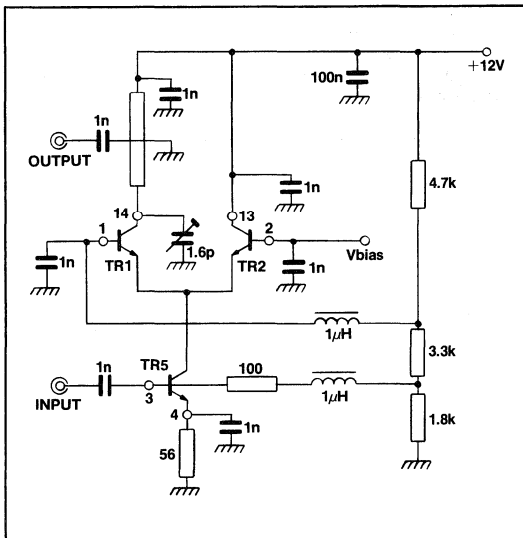 +12V
100n
1n
1n
OUTPUT
1n
4.7k
14
13
1
2
1.6p
1n
TR1
TR2
1n
Vbias
1µH
3.3k
TR5
100
1n
INPUT
3
1µH
4
1n
1.8k
56